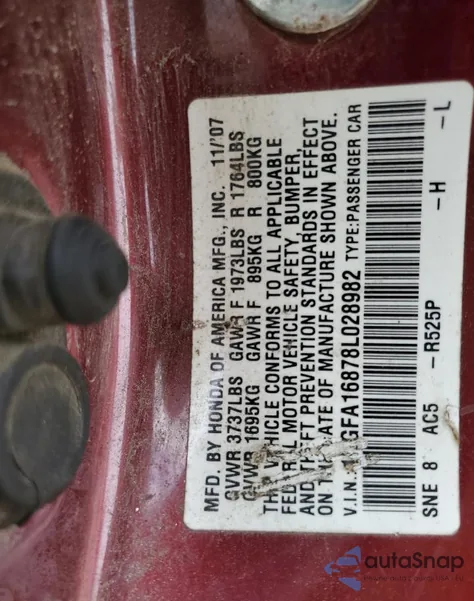 MFD. BY HONDA OF AMERICA MFG., INC. 11/'07
GVWR 3737LBS GAWR F 1973LBS R 1764LBS
GVWR 1695KG GAWR F 895KG R 800KG
THIS VEHICLE CONFORMS TO ALL APPLICABLE
FEDERAL MOTOR VEHICLE SAFETY, BUMPER,
AND THEFT PREVENTION STANDARDS IN EFFECT
ON THE DATE OF MANUFACTURE SHOWN ABOVE.
V.I.N.: GFA16878L028982 TYPE:PASSENGER CAR
SNE 8 AC5 -R525P -H -L
autoSnap